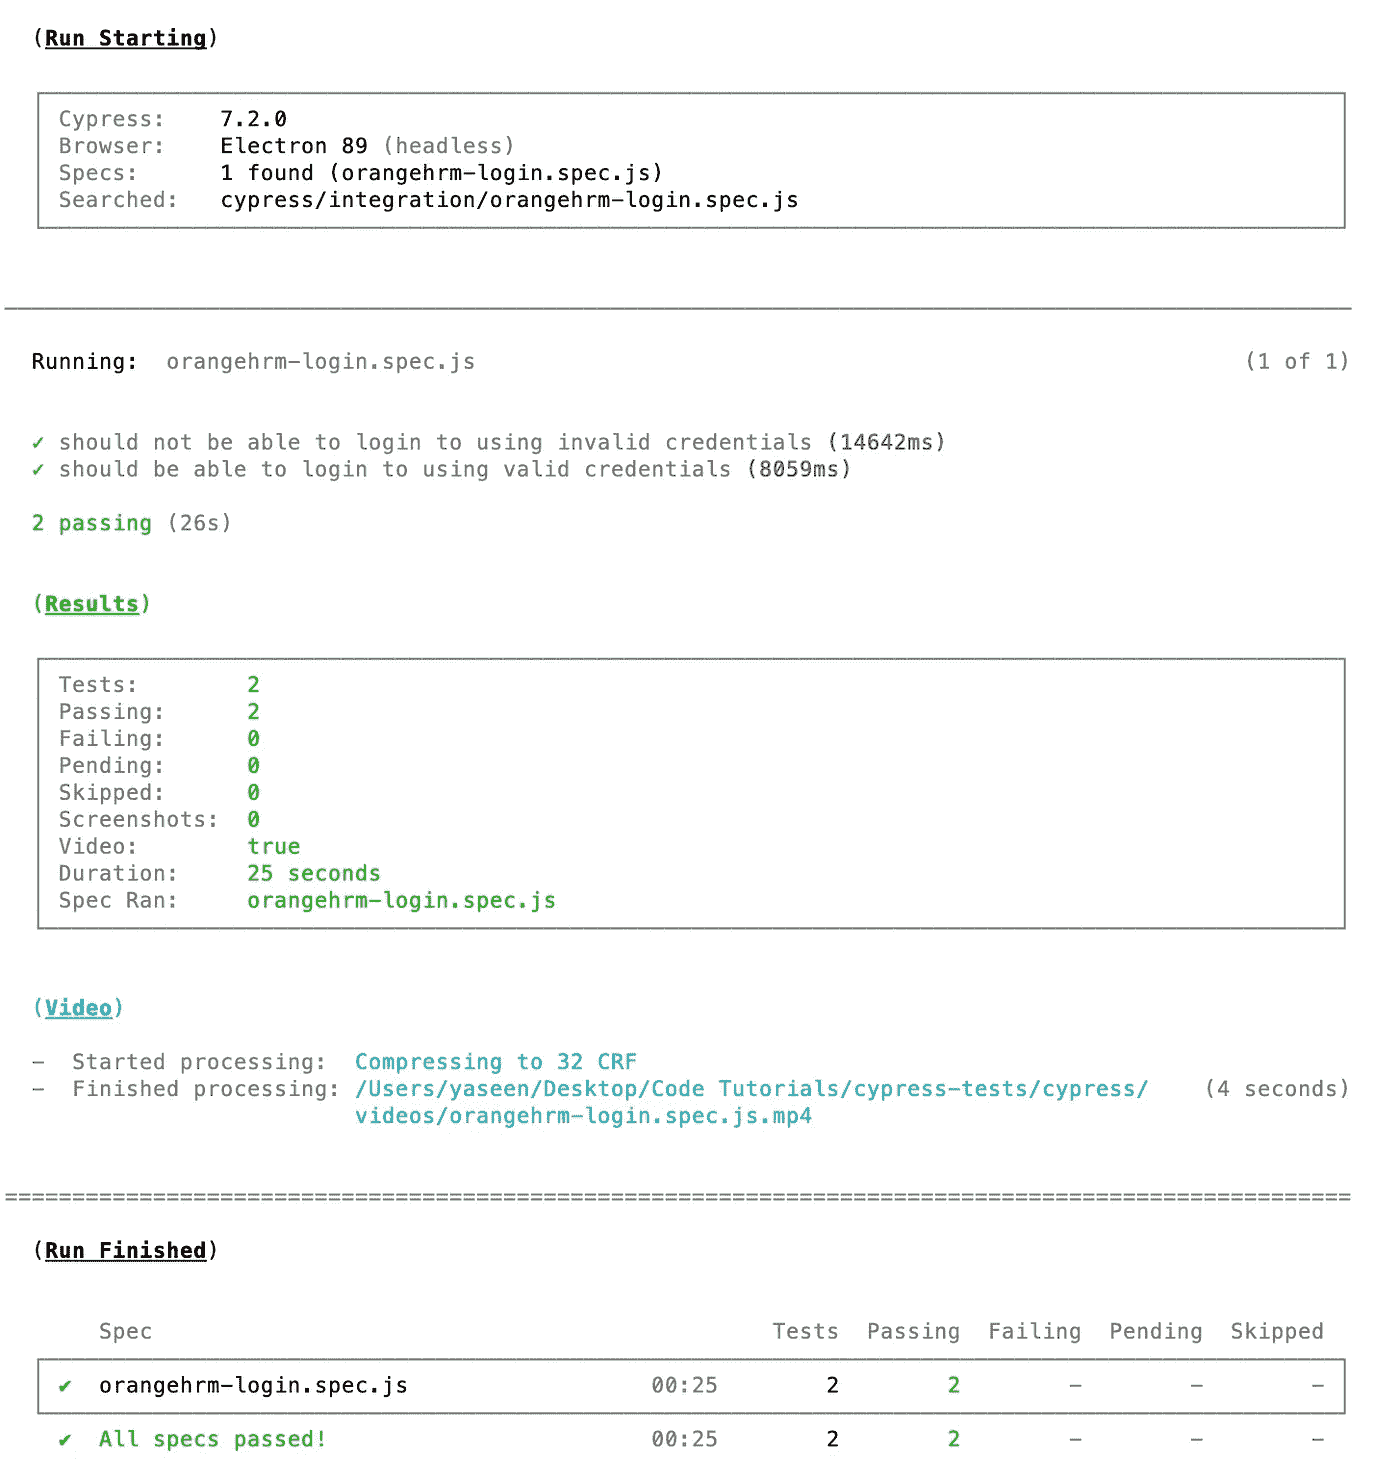 (Run Starting)
Cypress: 7.2.0
Browser: Electron 89 (headless)
Specs: 1 found (orangehrm-login.spec.js)
Searched: cypress/integration/orangehrm-login.spec.js
Running: orangehrm-login.spec.js (1 of 1)
✓ should not be able to login to using invalid credentials (14642ms)
✓ should be able to login to using valid credentials (8059ms)
2 passing (26s)
(Results)
Tests: 2
Passing: 2
Failing: 0
Pending: 0
Skipped: 0
Screenshots: 0
Video: true
Duration: 25 seconds
Spec Ran: orangehrm-login.spec.js
(Video)
- Started processing: Compressing to 32 CRF
- Finished processing: /Users/yaseen/Desktop/Code Tutorials/cypress-tests/cypress/ (4 seconds)
videos/orangehrm-login.spec.js.mp4
====================================================================================================
(Run Finished)
Spec Tests Passing Failing Pending Skipped
✔ orangehrm-login.spec.js 00:25 2 2 - - -
✔ All specs passed! 00:25 2 2 - - -